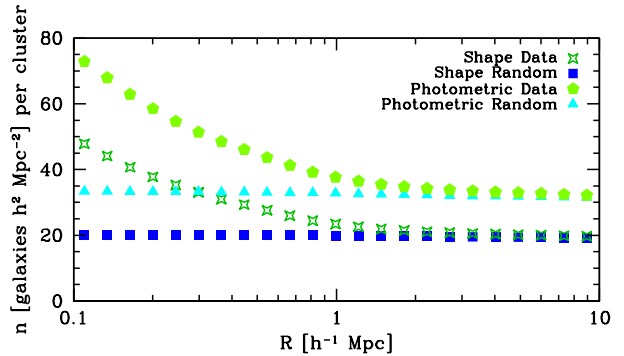 n [galaxies h² Mpc⁻²] per cluster
80
60
40
20
0
Shape Data
Shape Random
Photometric Data
Photometric Random
0.1
1
10
R [h⁻¹ Mpc]